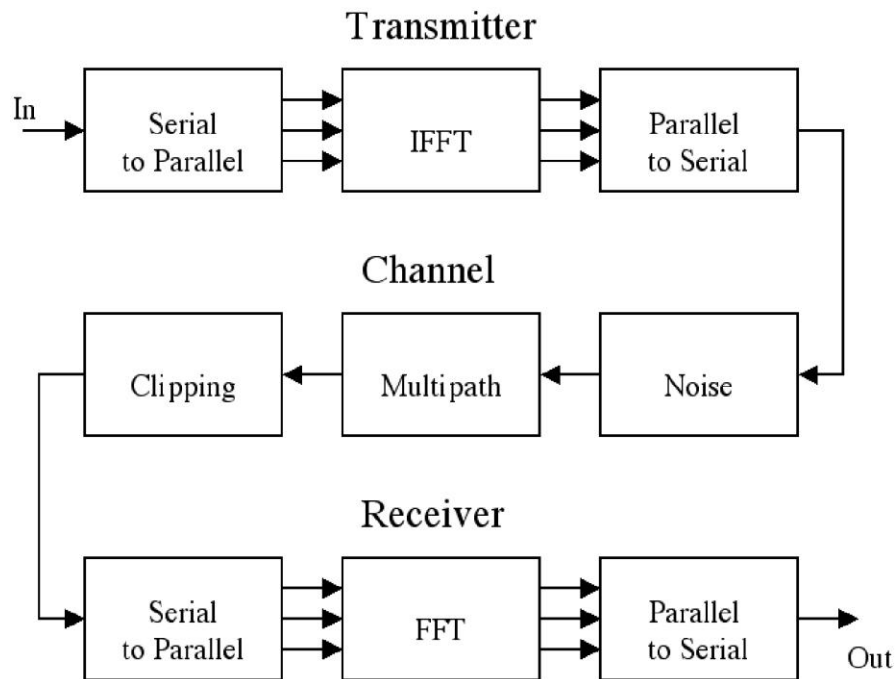 Transmitter
In
Serial
to Parallel
IFFT
Parallel
to Serial
Channel
Clipping
Multipath
Noise
Receiver
Serial
to Parallel
FFT
Parallel
to Serial
Out